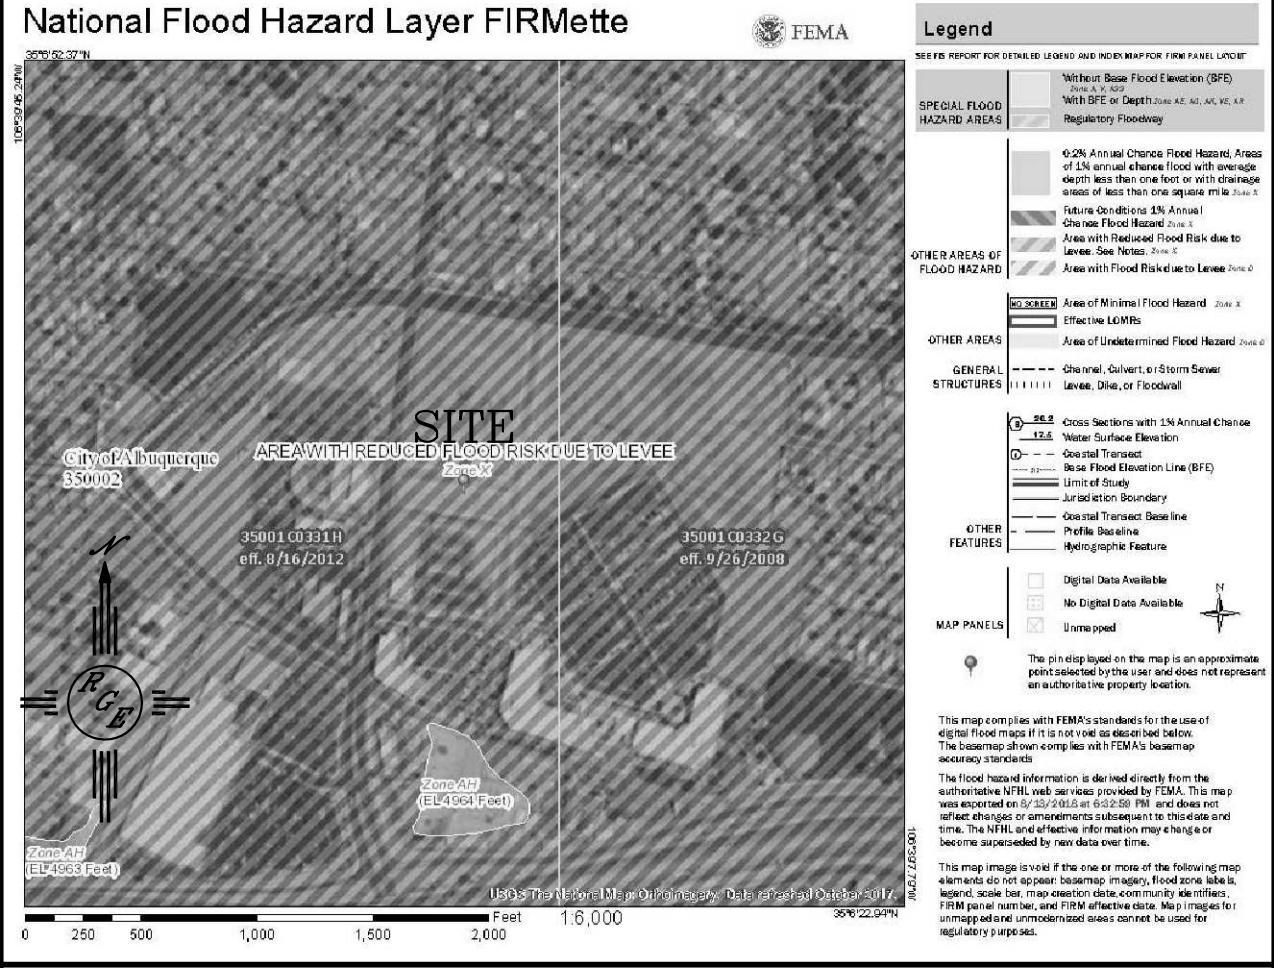 National Flood Hazard Layer FIRMette
FEMA
35°6'52.37"N
106°39'45.24"W
SITE
AREA WITH REDUCED FLOOD RISK DUE TO LEVEE
Zone X
City of Albuquerque
350002
35001C0331H
eff. 8/16/2012
35001C0332G
eff. 9/26/2008
N
RGE
Zone AH
(EL 4964 Feet)
Zone AH
(EL 4963 Feet)
USGS The National Map: Orthoimagery. Data refreshed October 2017.
106°39'7.79"W
35°6'22.94"N
Feet
1:6,000
0 250 500 1,000 1,500 2,000
Legend
SEE FIS REPORT FOR DETAILED LEGEND AND INDEX MAP FOR FIRM PANEL LAYOUT
SPECIAL FLOOD
HAZARD AREAS
Without Base Flood Elevation (BFE)
Zone A, V, A99
With BFE or Depth Zone AE, AO, AH, VE, AR
Regulatory Floodway
OTHER AREAS OF
FLOOD HAZARD
0.2% Annual Chance Flood Hazard, Areas
of 1% annual chance flood with average
depth less than one foot or with drainage
areas of less than one square mile Zone X
Future Conditions 1% Annual
Chance Flood Hazard Zone X
Area with Reduced Flood Risk due to
Levee. See Notes. Zone X
Area with Flood Risk due to Levee Zone D
OTHER AREAS
NO SCREEN Area of Minimal Flood Hazard Zone X
Effective LOMRs
Area of Undetermined Flood Hazard Zone D
GENERAL
STRUCTURES
Channel, Culvert, or Storm Sewer
Levee, Dike, or Floodwall
OTHER
FEATURES
20.2 Cross Sections with 1% Annual Chance
17.5 Water Surface Elevation
Coastal Transect
Base Flood Elevation Line (BFE)
Limit of Study
Jurisdiction Boundary
Coastal Transect Baseline
Profile Baseline
Hydrographic Feature
MAP PANELS
Digital Data Available
No Digital Data Available
Unmapped
N
The pin displayed on the map is an approximate
point selected by the user and does not represent
an authoritative property location.
This map complies with FEMA's standards for the use of
digital flood maps if it is not void as described below.
The basemap shown complies with FEMA's basemap
accuracy standards
The flood hazard information is derived directly from the
authoritative NFHL web services provided by FEMA. This map
was exported on 8/13/2018 at 6:32:59 PM and does not
reflect changes or amendments subsequent to this date and
time. The NFHL and effective information may change or
become superseded by new data over time.
This map image is void if the one or more of the following map
elements do not appear: basemap imagery, flood zone labels,
legend, scale bar, map creation date, community identifiers,
FIRM panel number, and FIRM effective date. Map images for
unmapped and unmodernized areas cannot be used for
regulatory purposes.